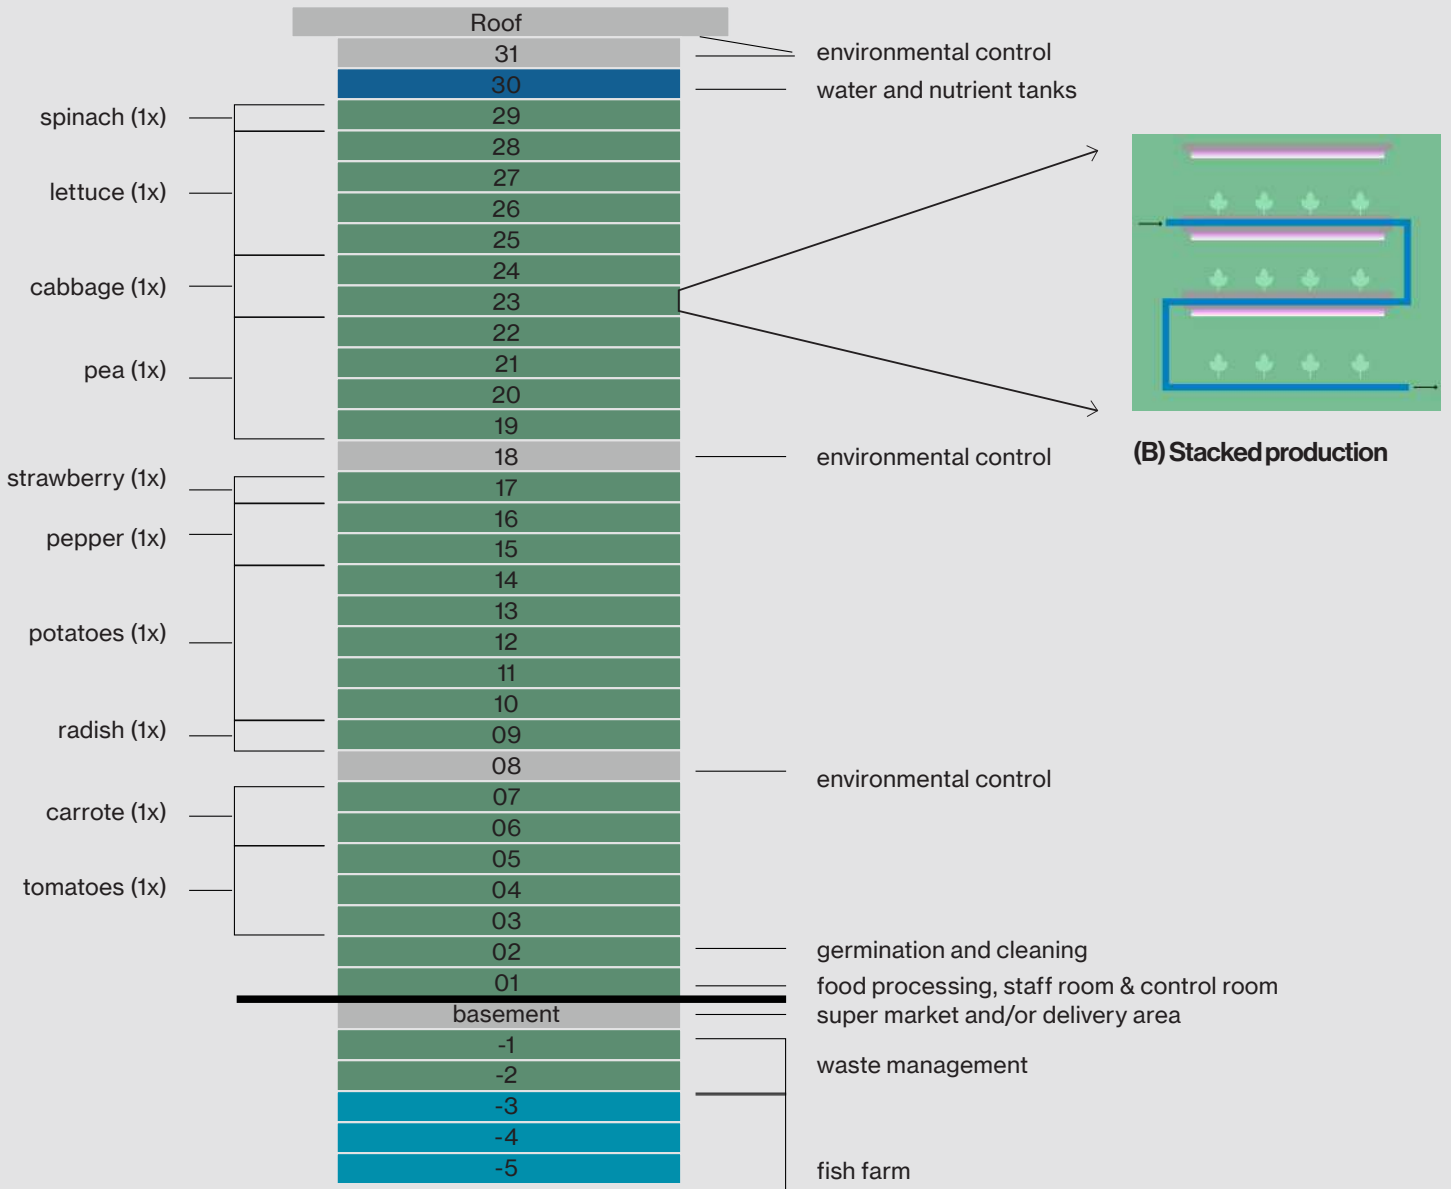 Roof
31
environmental control
30
water and nutrient tanks
spinach (1x)
29
28
27
lettuce (1x)
26
25
24
cabbage (1x)
23
22
21
pea (1x)
20
19
18
environmental control
(B) Stacked production
strawberry (1x)
17
16
pepper (1x)
15
14
13
potatoes (1x)
12
11
10
radish (1x)
09
08
environmental control
07
carrote (1x)
06
05
tomatoes (1x)
04
03
02
germination and cleaning
01
food processing, staff room & control room
basement
super market and/or delivery area
-1
waste management
-2
-3
-4
-5
fish farm